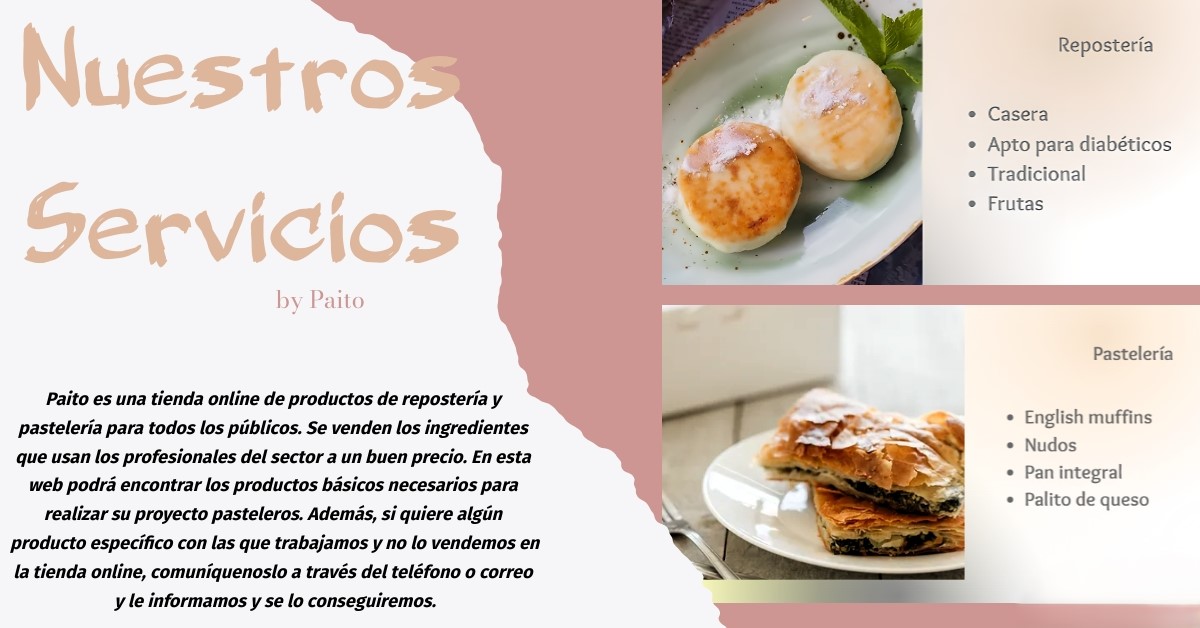 Nuestros
Servicios
by Paito
Paito es una tienda online de productos de repostería y
pastelería para todos los públicos. Se venden los ingredientes
que usan los profesionales del sector a un buen precio. En esta
web podrá encontrar los productos básicos necesarios para
realizar su proyecto pasteleros. Además, si quiere algún
producto específico con las que trabajamos y no lo vendemos en
la tienda online, comuníquenoslo a través del teléfono o correo
y le informamos y se lo conseguiremos.
Repostería
• Casera
• Apto para diabéticos
• Tradicional
• Frutas
Pastelería
• English muffins
• Nudos
• Pan integral
• Palito de queso